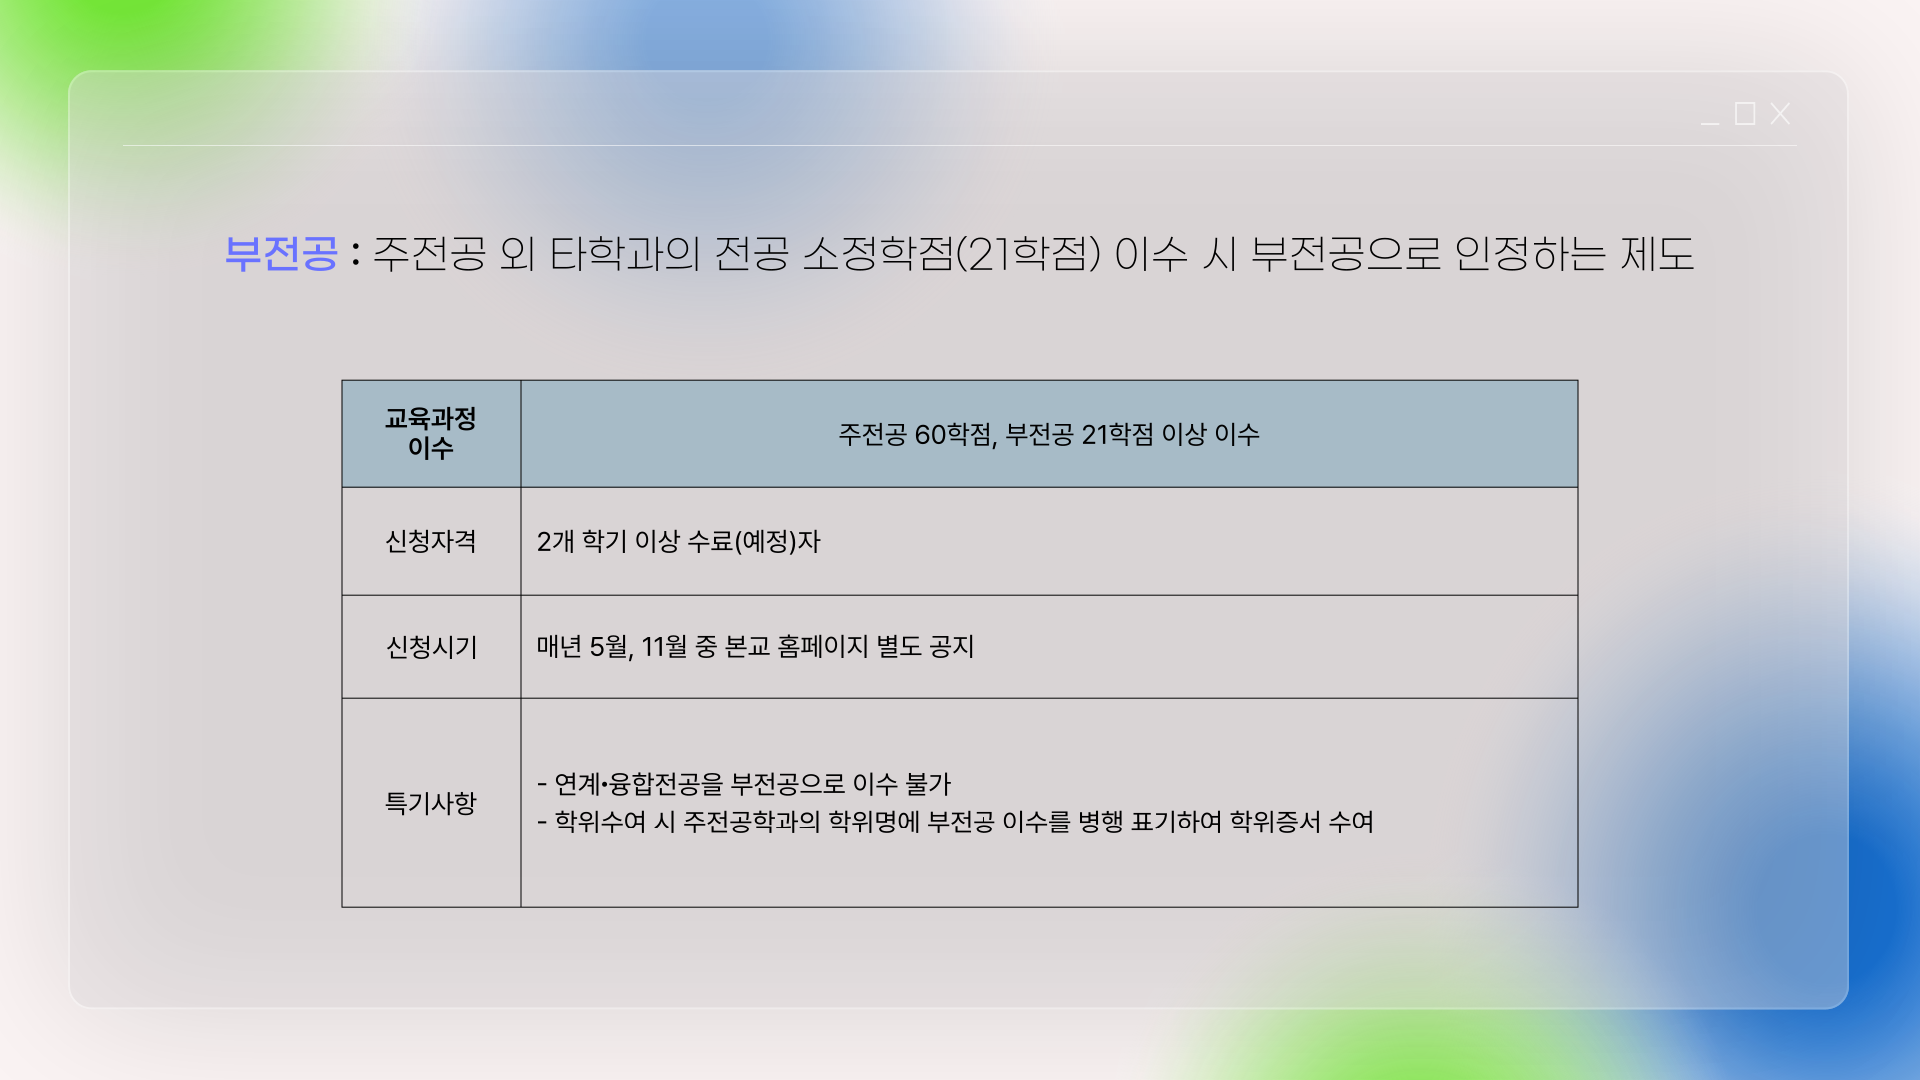 부전공 : 주전공 외 타학과의 전공 소정학점(21학점) 이수 시 부전공으로 인정하는 제도
교육과정
이수
주전공 60학점, 부전공 21학점 이상 이수
신청자격
2개 학기 이상 수료(예정)자
신청시기
매년 5월, 11월 중 본교 홈페이지 별도 공지
특기사항
- 연계•융합전공을 부전공으로 이수 불가
- 학위수여 시 주전공학과의 학위명에 부전공 이수를 병행 표기하여 학위증서 수여